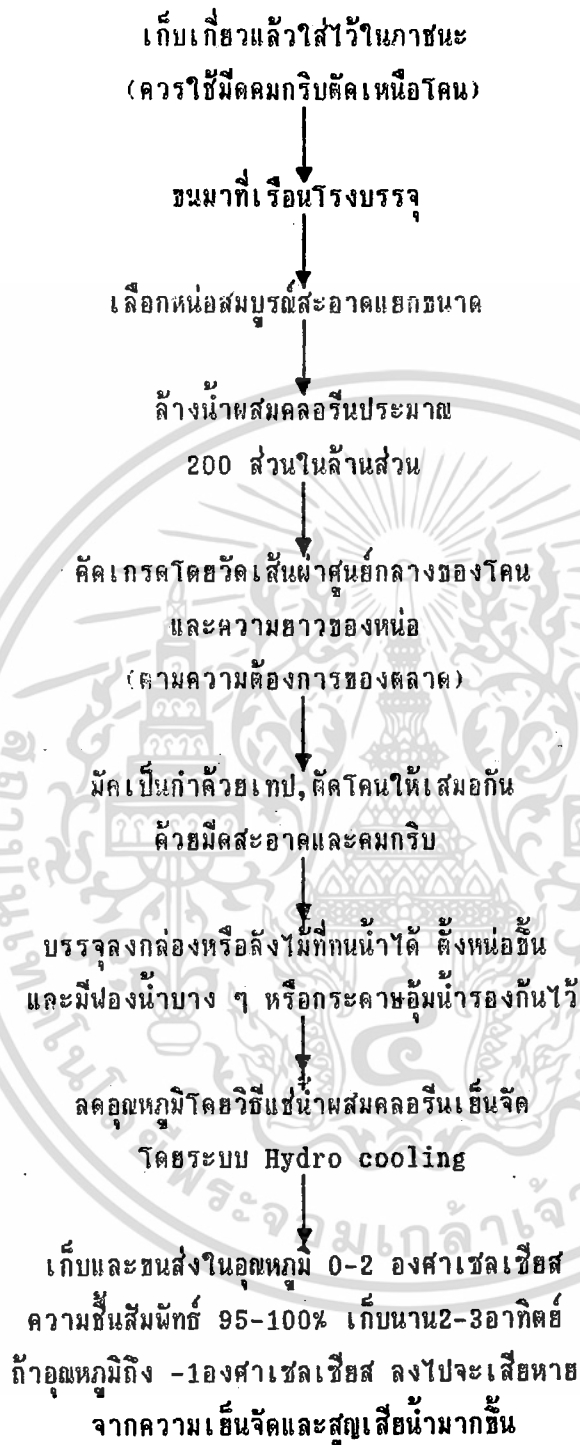 เก็บเกี่ยวแล้วใส่ไว้ในภาชนะ
(ควรใช้มีดคมกริบตัดเหนือโคน)
ขนมาที่เรือนโรงบรรจุ
เลือกหน่อสมบูรณ์สะอาดแยกขนาด
ล้างน้ำผสมคลอรีนประมาณ
200 ส่วนในล้านส่วน
คัดเกรดโดยวัดเส้นผ่าศูนย์กลางของโคน
และความยาวของหน่อ
(ตามความต้องการของตลาด)
มัดเป็นกำด้วยเทป,ตัดโคนให้เสมอกัน
ด้วยมีดสะอาดและคมกริบ
บรรจุลงกล่องหรือลังไม้ที่ทนน้ำได้ ตั้งหน่อขึ้น
และมีฟองน้ำบาง ๆ หรือกระดาษอุ้มน้ำรองก้นไว้
ลดอุณหภูมิโดยวิธีแช่น้ำผสมคลอรีนเย็นจัด
โดยระบบ Hydro cooling
เก็บและขนส่งในอุณหภูมิ 0-2 องศาเซลเซียส
ความชื้นสัมพัทธ์ 95-100% เก็บนาน2-3อาทิตย์
ถ้าอุณหภูมิถึง -1องศาเซลเซียส ลงไปจะเสียหาย
จากความเย็นจัดและสูญเสียน้ำมากขึ้น
พระจอมเกล้าเจ้า